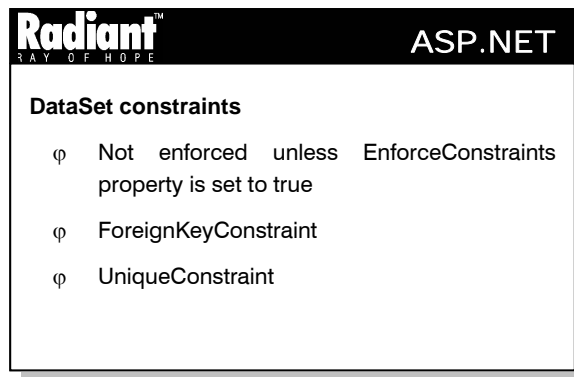 Radiant™
RAY OF HOPE
ASP.NET
DataSet constraints
φ Not enforced unless EnforceConstraints
property is set to true
φ ForeignKeyConstraint
φ UniqueConstraint